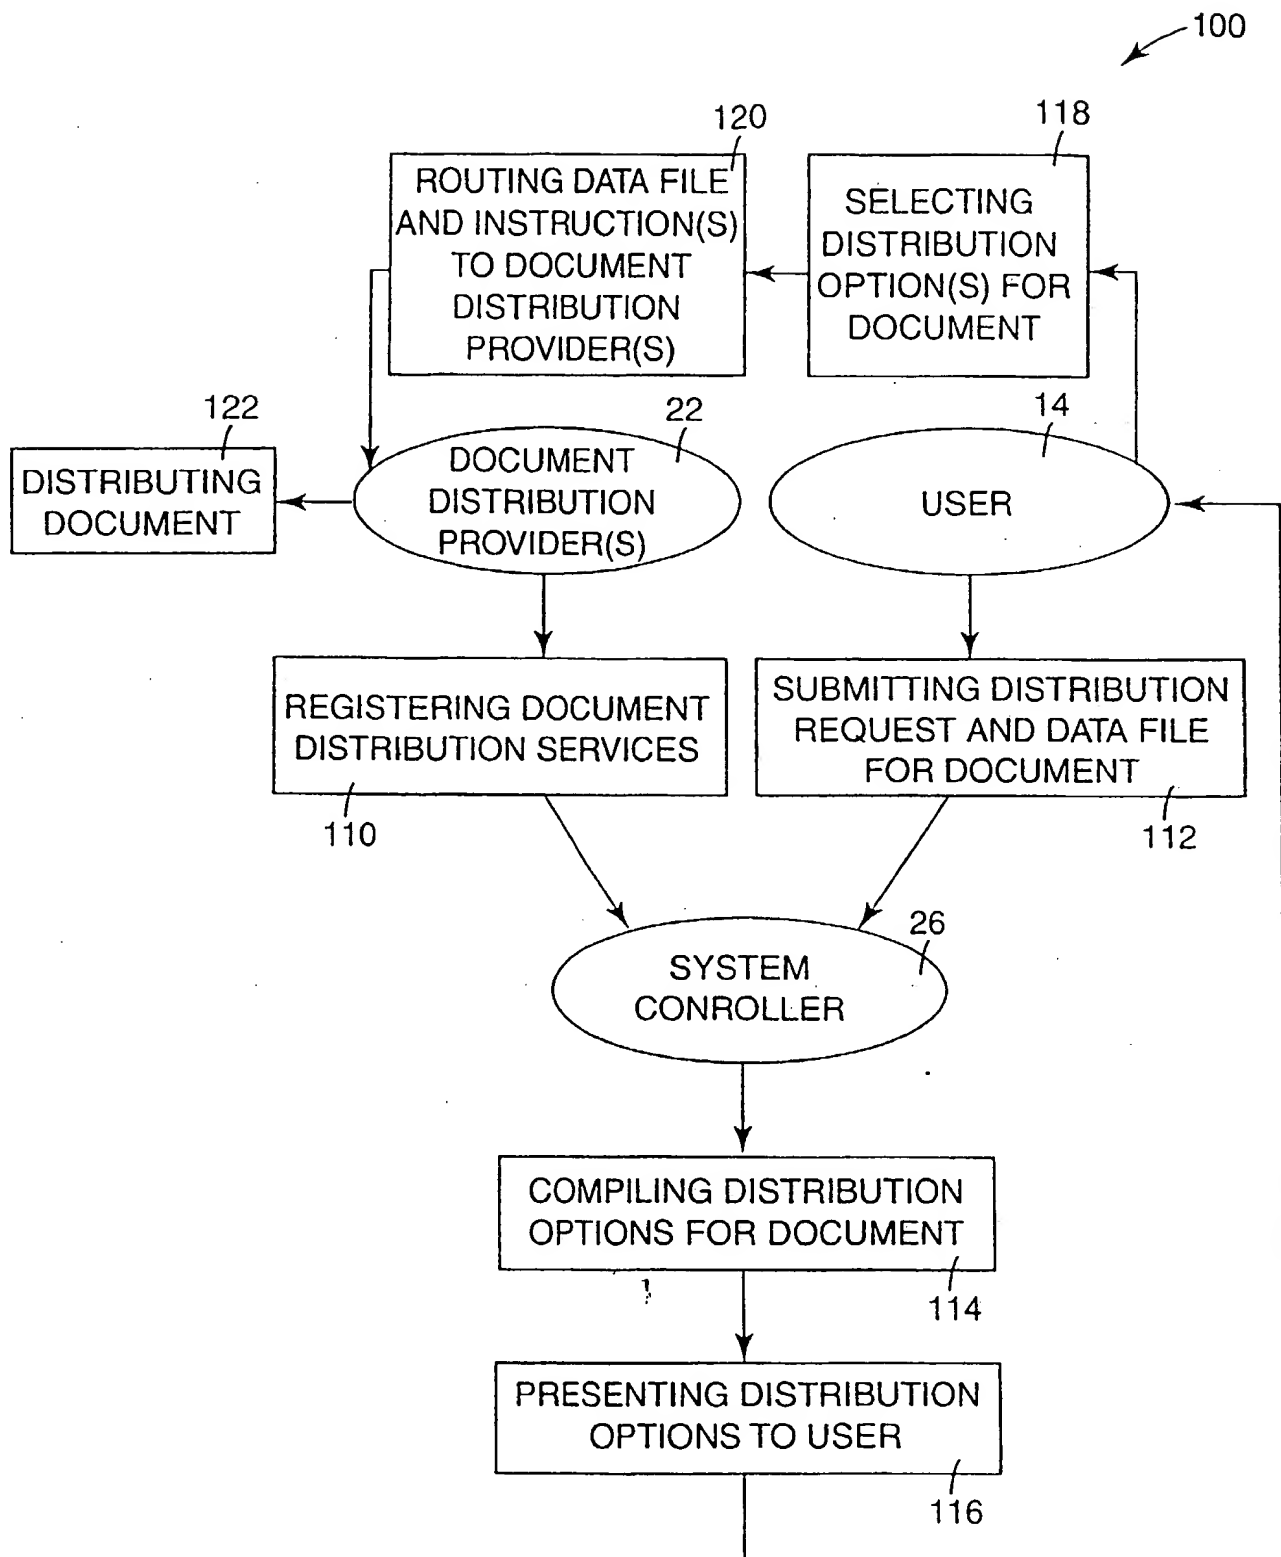 100
120
118
ROUTING DATA FILE
AND INSTRUCTION(S)
TO DOCUMENT
DISTRIBUTION
PROVIDER(S)
SELECTING
DISTRIBUTION
OPTION(S) FOR
DOCUMENT
122
22
14
DISTRIBUTING
DOCUMENT
DOCUMENT
DISTRIBUTION
PROVIDER(S)
USER
REGISTERING DOCUMENT
DISTRIBUTION SERVICES
SUBMITTING DISTRIBUTION
REQUEST AND DATA FILE
FOR DOCUMENT
110
112
26
SYSTEM
CONROLLER
COMPILING DISTRIBUTION
OPTIONS FOR DOCUMENT
114
PRESENTING DISTRIBUTION
OPTIONS TO USER
116